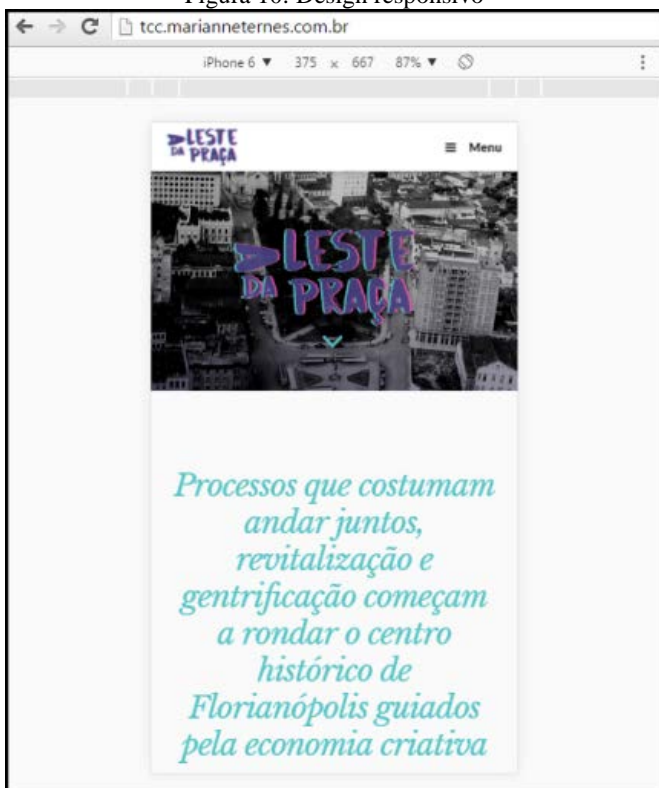 Figura 10: Design responsivo
tcc.marianneternes.com.br
iPhone 6 ▼ 375 × 667 87% ▼
LESTE
DA PRAÇA
≡ Menu
LESTE
DA PRAÇA
Processos que costumam
andar juntos,
revitalização e
gentrificação começam
a rondar o centro
histórico de
Florianópolis guiados
pela economia criativa